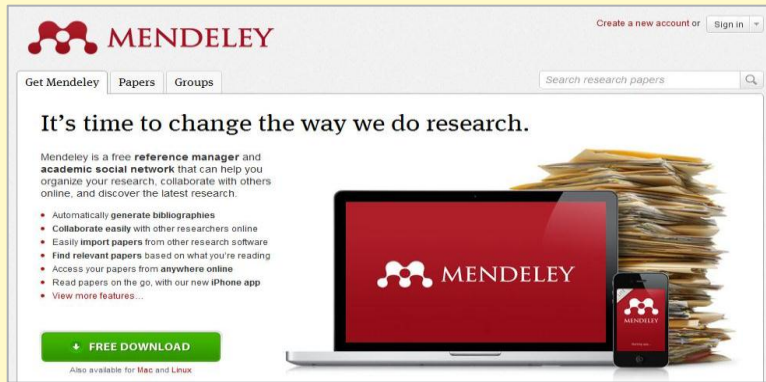 MENDELEY
Create a new account or Sign in
Get Mendeley Papers Groups
Search research papers
It's time to change the way we do research.
Mendeley is a free reference manager and
academic social network that can help you
organize your research, collaborate with others
online, and discover the latest research.
Automatically generate bibliographies
Collaborate easily with other researchers online
Easily import papers from other research software
Find relevant papers based on what you're reading
Access your papers from anywhere online
Read papers on the go, with our new iPhone app
View more features...
MENDELEY
MENDELEY
FREE DOWNLOAD
Also available for Mac and Linux